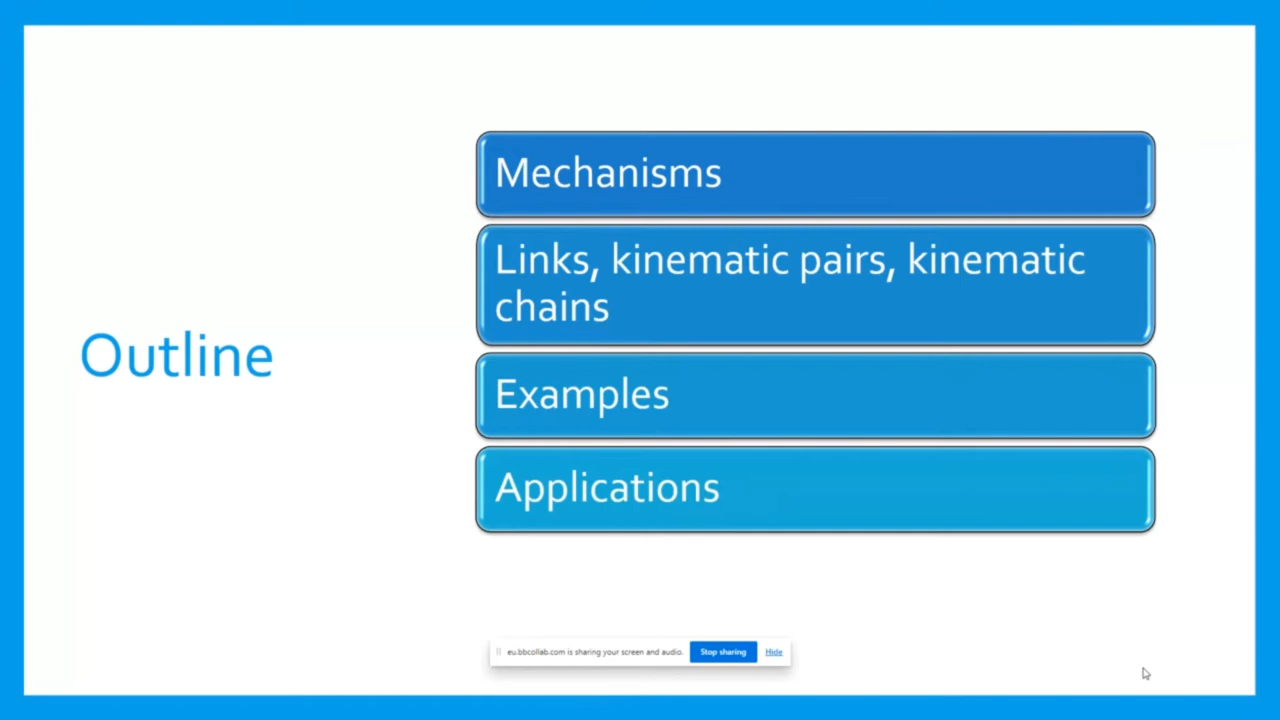 Outline
Mechanisms
Links, kinematic pairs, kinematic
chains
Examples
Applications
eu.bbcollab.com is sharing your screen and audio. Stop sharing Hide